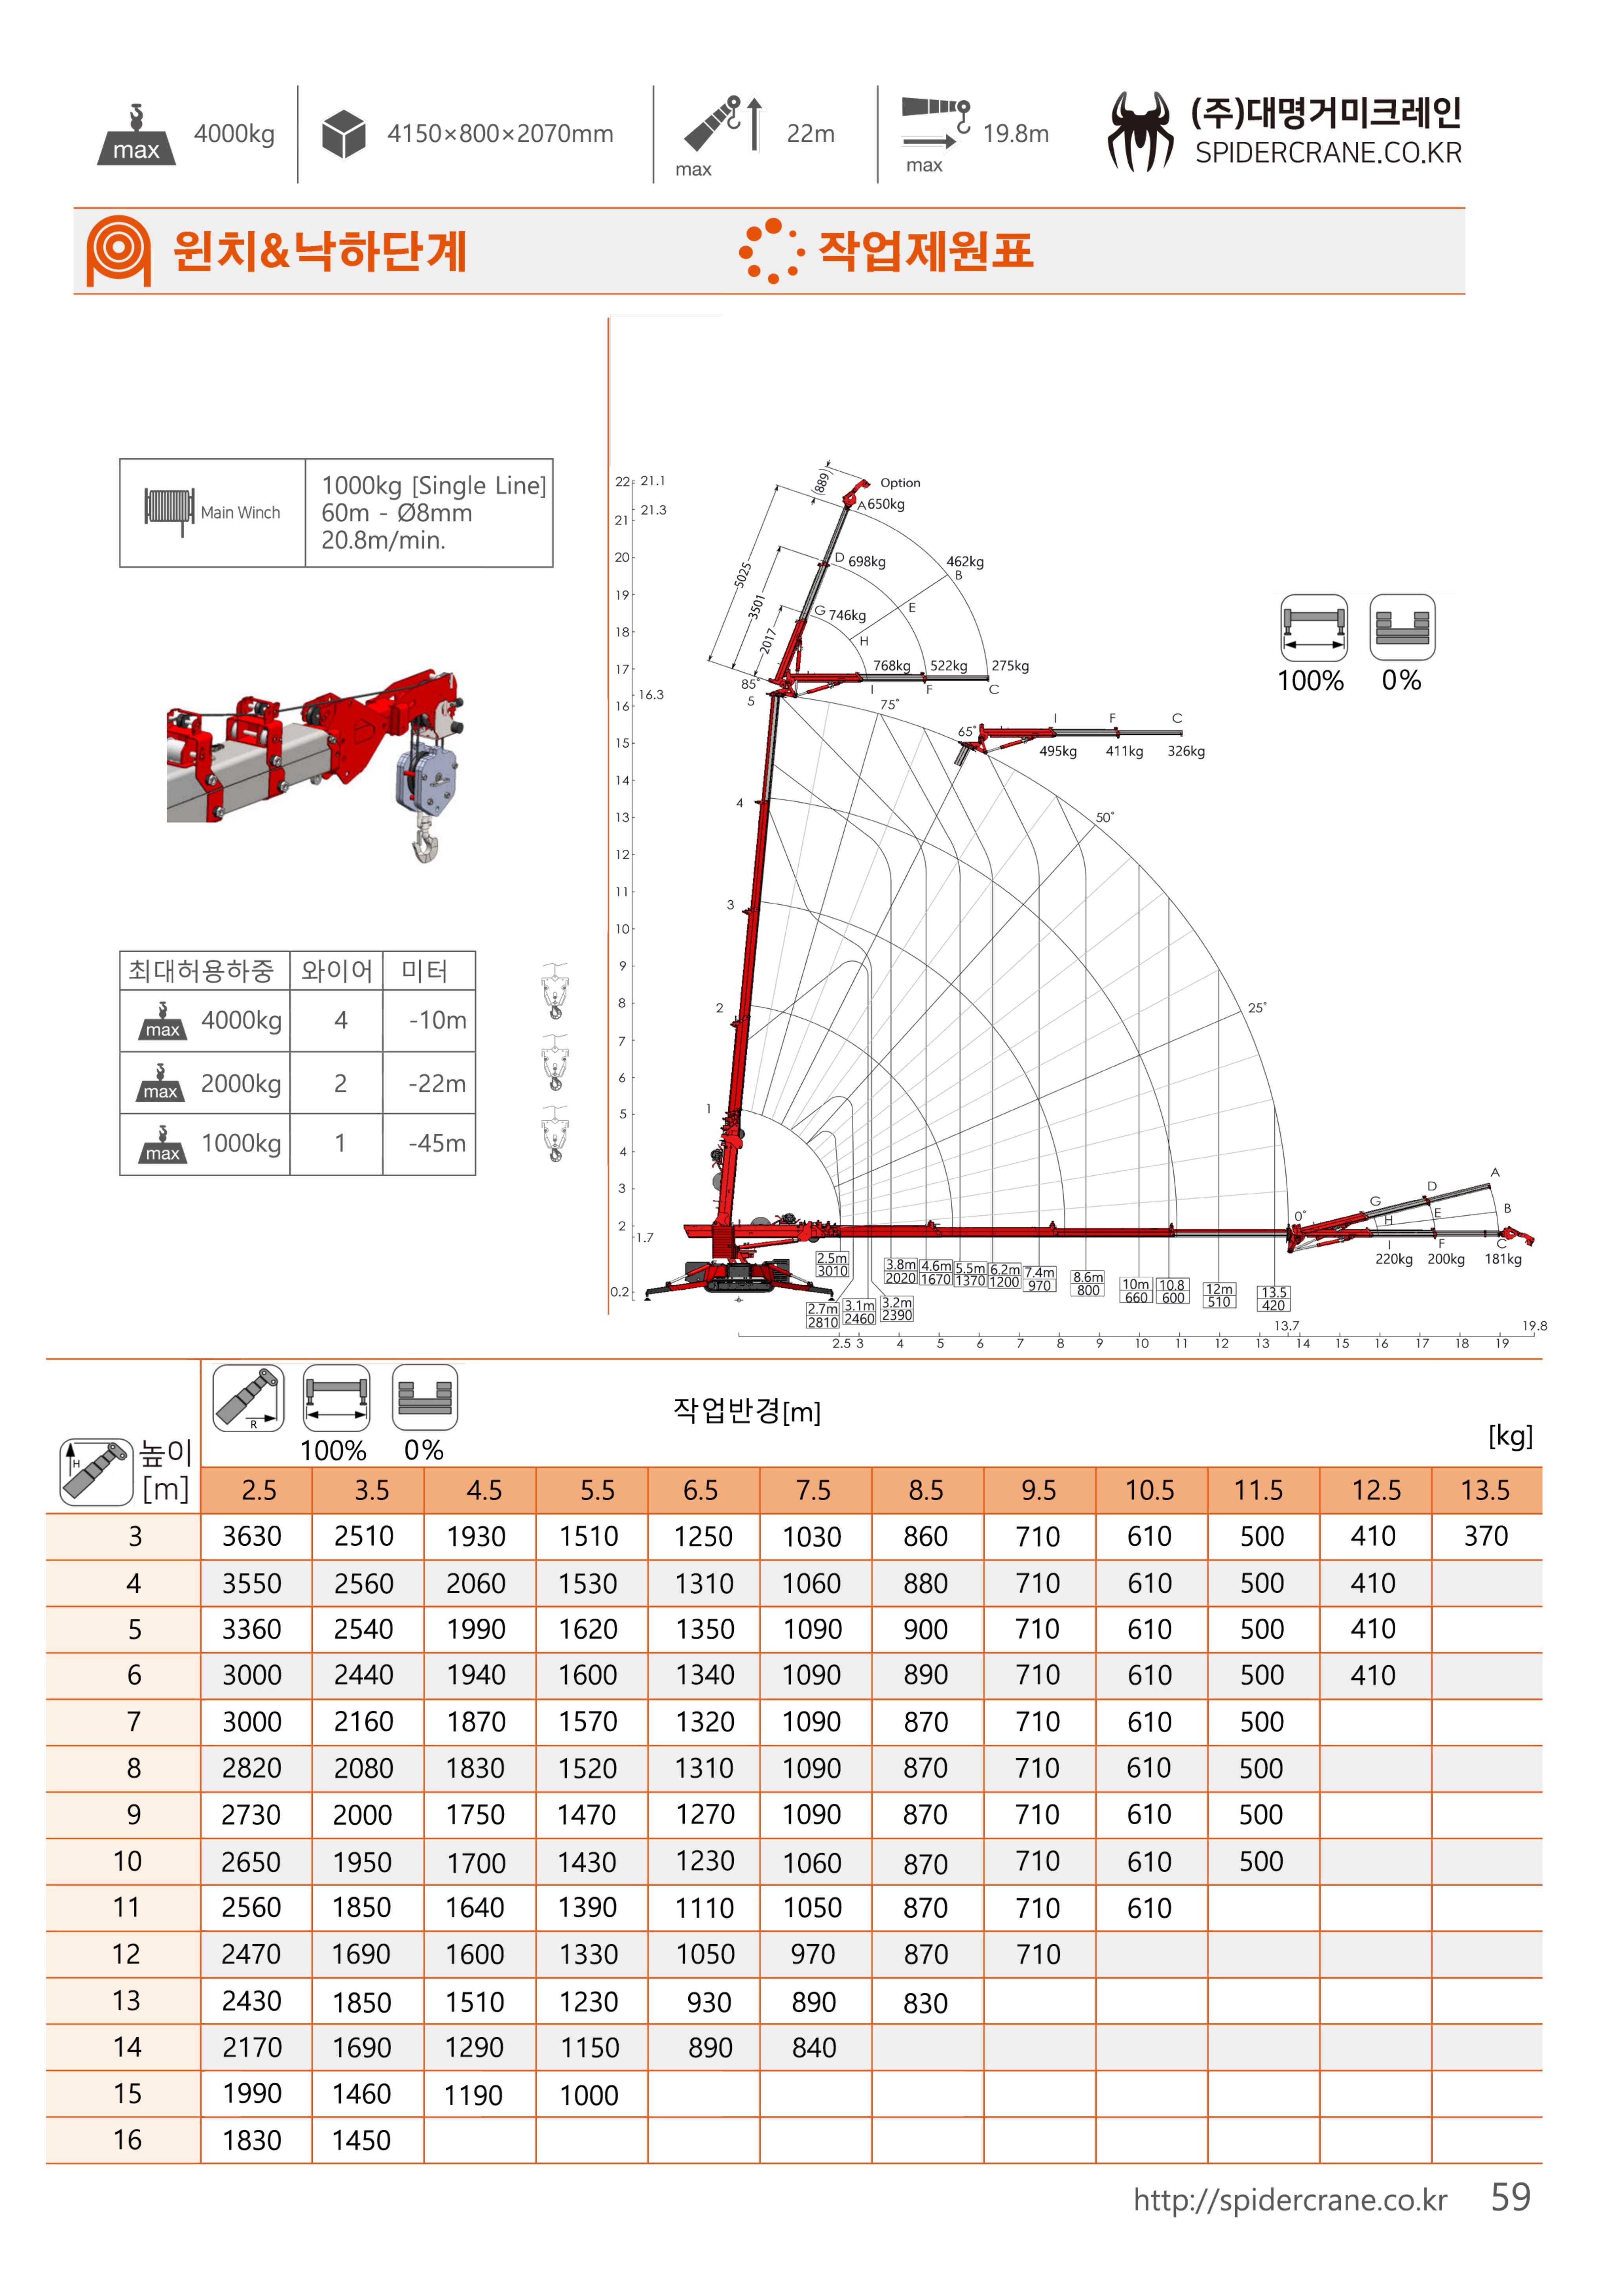 max 4000kg
4150×800×2070mm
max 22m
max 19.8m
(주)대명거미크레인
SPIDERCRANE.CO.KR
윈치&낙하단계
작업제원표
Main Winch
1000kg [Single Line]
60m - Ø8mm
20.8m/min.
최대허용하중 와이어 미터
max 4000kg 4 -10m
max 2000kg 2 -22m
max 1000kg 1 -45m
22 21.1
21.3
21
20
19
18
17
16.3
16
15
14
13
12
11
10
9
8
7
6
5
4
3
2
1.7
0.2
(889)
Option
A 650kg
5025
3501
2017
D 698kg
462kg
B
E
G 746kg
H
768kg 522kg 275kg
I F C
85°
5
75°
65°
I F C
495kg 411kg 326kg
50°
25°
4
3
2
1
0°
A
D
G
B
E
H
I F C
220kg 200kg 181kg
100% 0%
2.5m
3010
3.8m 4.6m 5.5m 6.2m 7.4m
2020 1670 1370 1200 970
8.6m
800
10m 10.8
660 600
12m
510
13.5
420
2.7m 3.1m 3.2m
2810 2460 2390
13.7 19.8
2.5 3 4 5 6 7 8 9 10 11 12 13 14 15 16 17 18 19
R
100% 0%
작업반경[m]
[kg]
H
높이
[m]
2.5 3.5 4.5 5.5 6.5 7.5 8.5 9.5 10.5 11.5 12.5 13.5
3 3630 2510 1930 1510 1250 1030 860 710 610 500 410 370
4 3550 2560 2060 1530 1310 1060 880 710 610 500 410
5 3360 2540 1990 1620 1350 1090 900 710 610 500 410
6 3000 2440 1940 1600 1340 1090 890 710 610 500 410
7 3000 2160 1870 1570 1320 1090 870 710 610 500
8 2820 2080 1830 1520 1310 1090 870 710 610 500
9 2730 2000 1750 1470 1270 1090 870 710 610 500
10 2650 1950 1700 1430 1230 1060 870 710 610 500
11 2560 1850 1640 1390 1110 1050 870 710 610
12 2470 1690 1600 1330 1050 970 870 710
13 2430 1850 1510 1230 930 890 830
14 2170 1690 1290 1150 890 840
15 1990 1460 1190 1000
16 1830 1450
http://spidercrane.co.kr 59